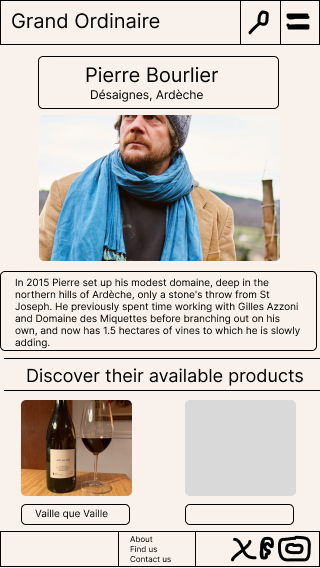 Grand Ordinaire
Pierre Bourlier
Désaignes, Ardèche
In 2015 Pierre set up his modest domaine, deep in the
northern hills of Ardèche, only a stone's throw from St
Joseph. He previously spent time working with Gilles Azzoni
and Domaine des Miquettes before branching out on his
own, and now has 1.5 hectares of vines to which he is slowly
adding.
Discover their available products
Vaille que Vaille
About
Find us
Contact us